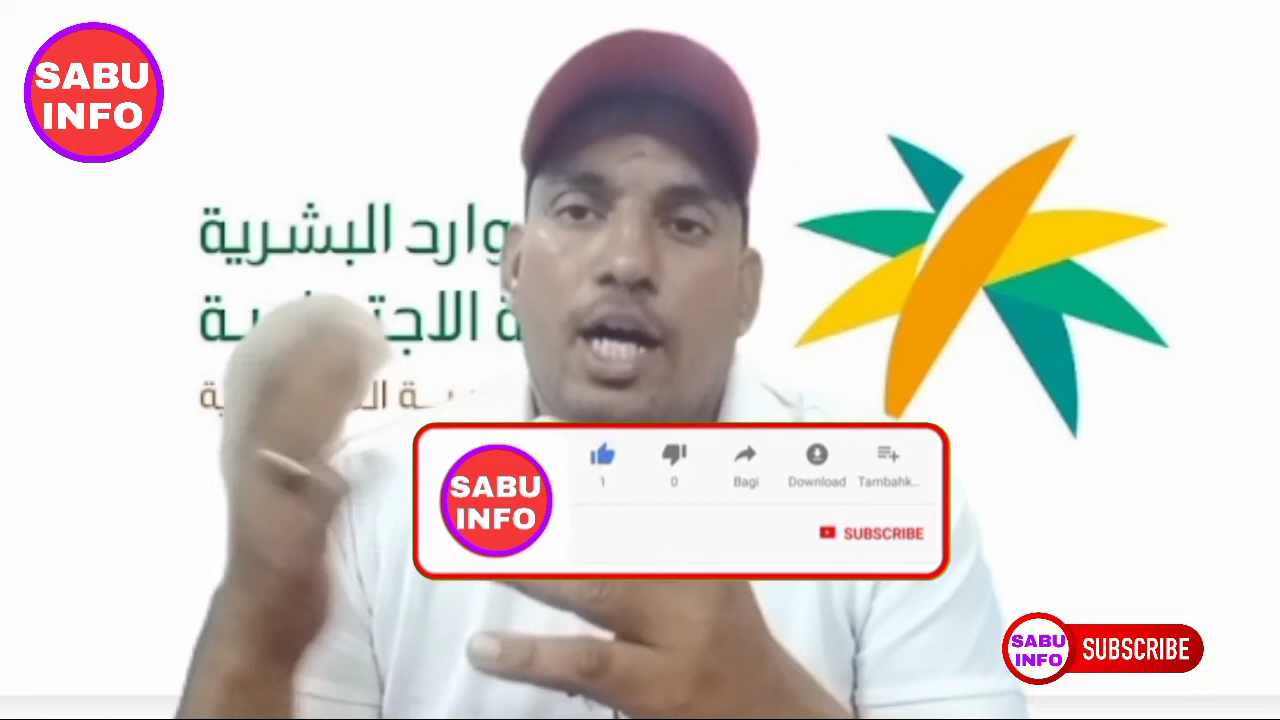 SABU
INFO
وارد البشرية
SABU
INFO
1
0
Bagi
Download
Tambahk...
SUBSCRIBE
SABU
INFO
SUBSCRIBE